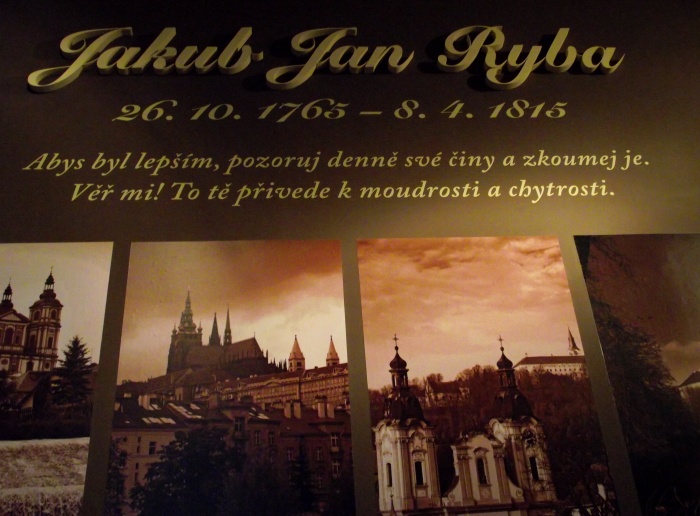 Jakub Jan Ryba
26. 10. 1765 – 8. 4. 1815
Abys byl lepším, pozoruj denně své činy a zkoumej je.
Věř mi! To tě přivede k moudrosti a chytrosti.